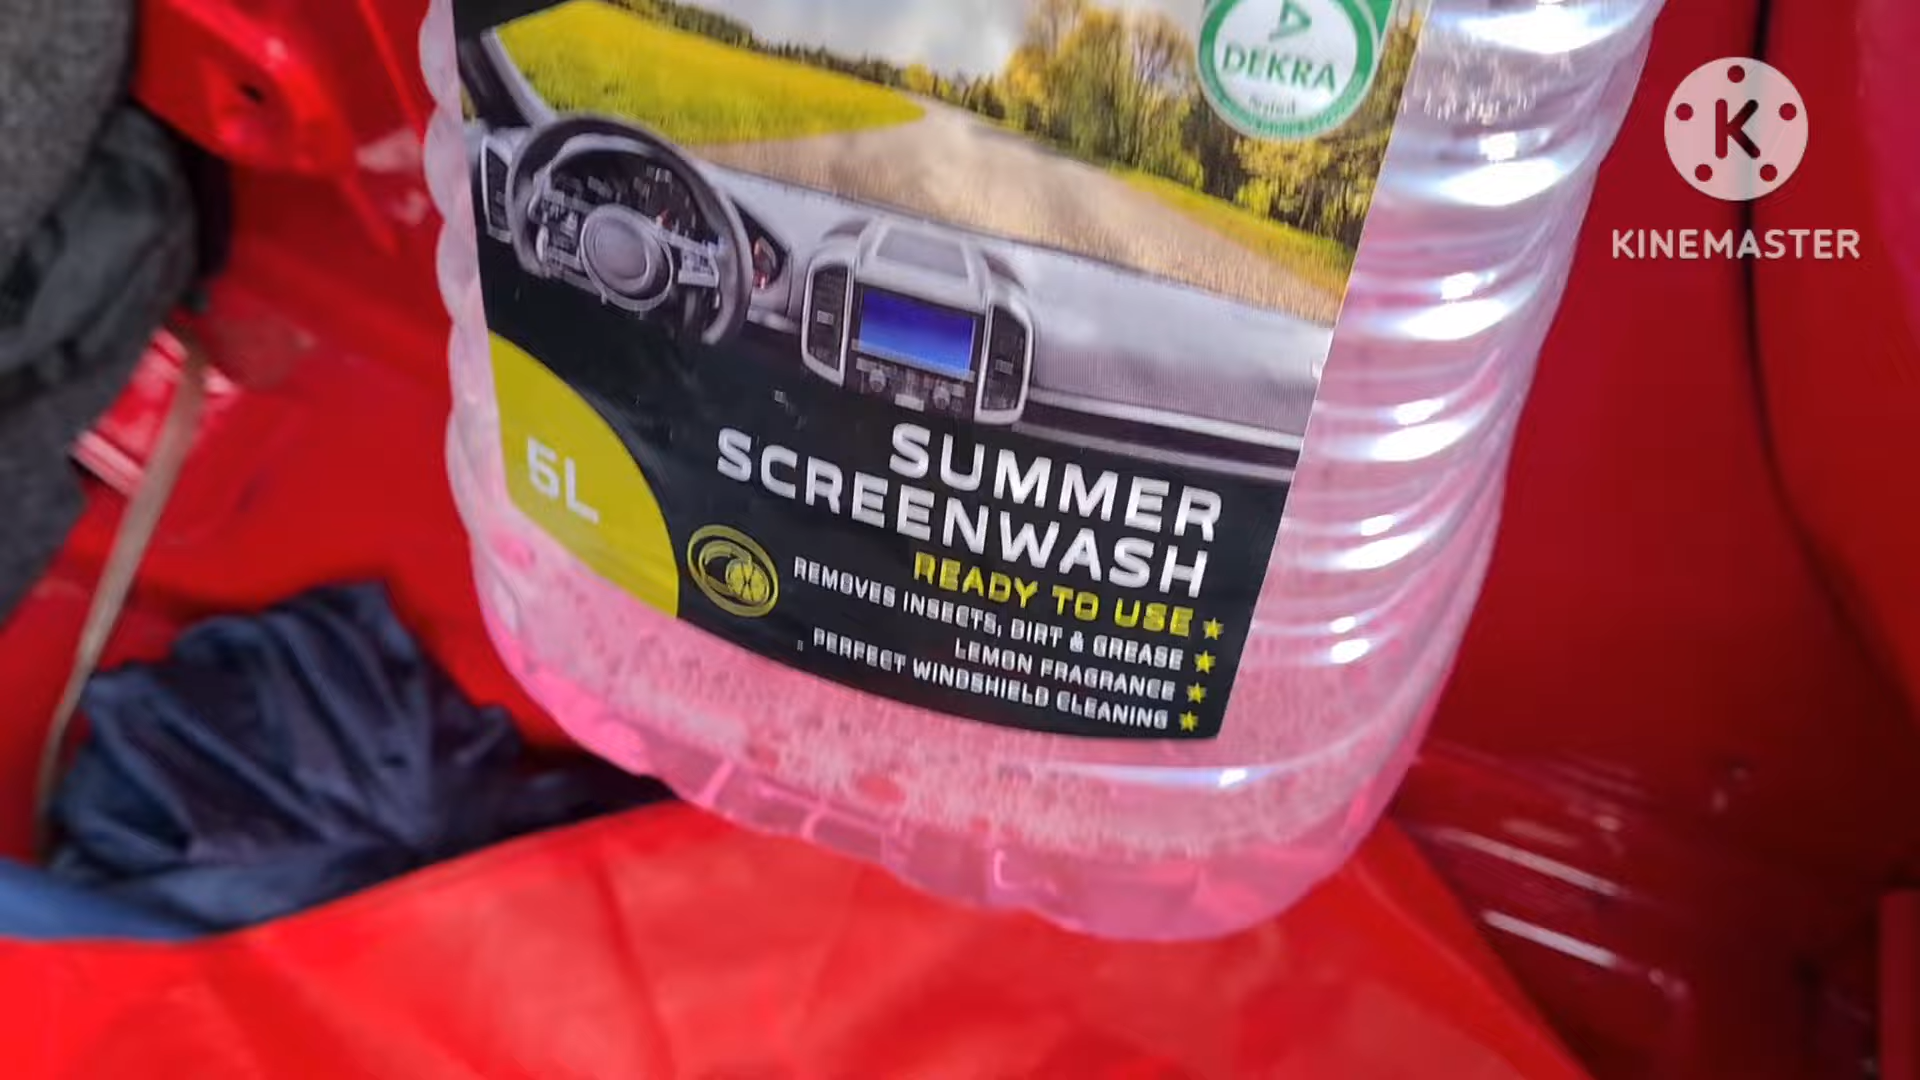 DEKRA
K
KINEMASTER
5L
SUMMER
SCREENWASH
READY TO USE
REMOVES INSECTS, DIRT & GREASE
LEMON FRAGRANCE
PERFECT WINDSHIELD CLEANING